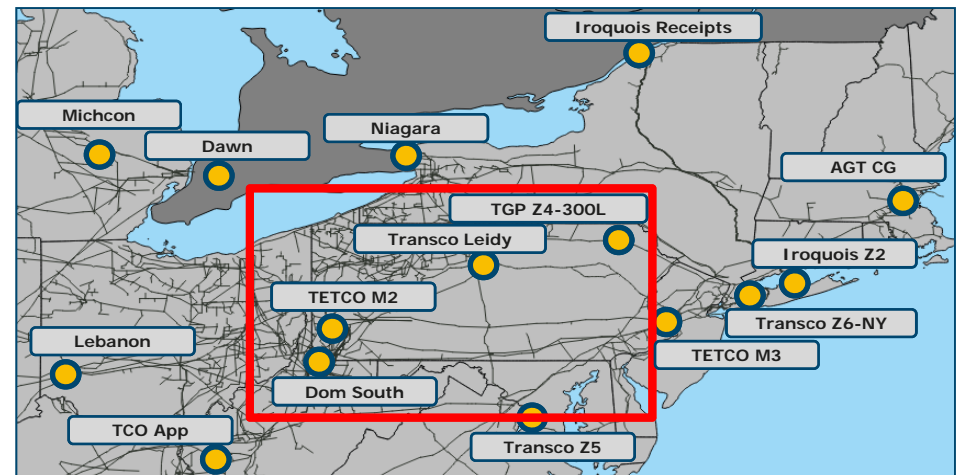 Iroquois Receipts
Michcon
Niagara
Dawn
AGT CG
TGP Z4-300L
Transco Leidy
Iroquois Z2
TETCO M2
Transco Z6-NY
Lebanon
TETCO M3
Dom South
TCO App
Transco Z5